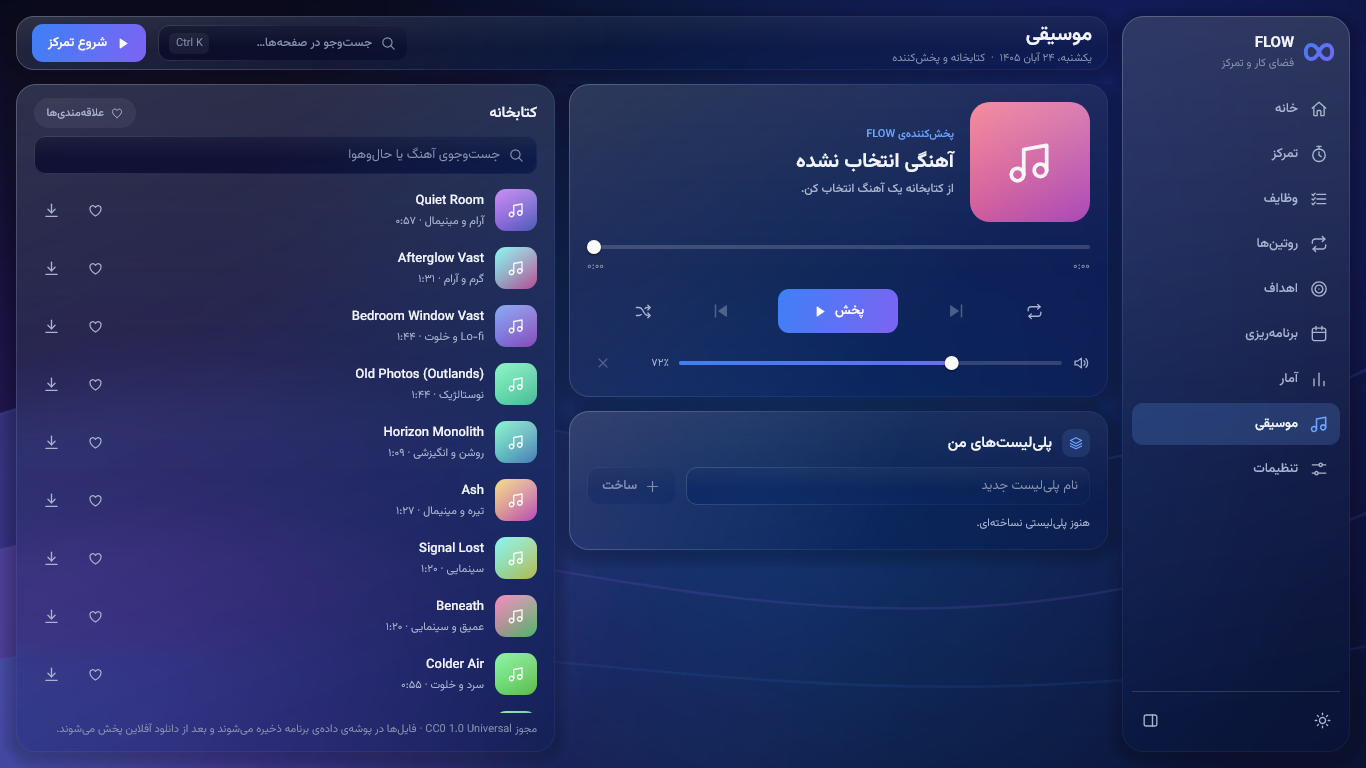 FLOW
فضای کار و تمرکز
خانه
تمرکز
وظایف
روتین‌ها
اهداف
برنامه‌ریزی
آمار
موسیقی
تنظیمات
موسیقی
یکشنبه، ۲۴ آبان ۱۴۰۵ · کتابخانه و پخش‌کننده
جست‌وجو در صفحه‌ها...
Ctrl K
شروع تمرکز
پخش‌کننده‌ی FLOW
آهنگی انتخاب نشده
از کتابخانه یک آهنگ انتخاب کن.
۰:۰۰
۰:۰۰
پخش
۷۲٪
پلی‌لیست‌های من
نام پلی‌لیست جدید
ساخت
هنوز پلی‌لیستی نساخته‌ای.
کتابخانه
علاقه‌مندی‌ها
جست‌وجوی آهنگ یا حال‌وهوا
Quiet Room
آرام و مینیمال · ۰:۵۷
Afterglow Vast
گرم و آرام · ۱:۳۱
Bedroom Window Vast
Lo-fi و خلوت · ۱:۴۴
Old Photos (Outlands)
نوستالژیک · ۱:۴۴
Horizon Monolith
روشن و انگیزشی · ۱:۰۹
Ash
تیره و مینیمال · ۱:۲۷
Signal Lost
سینمایی · ۱:۲۰
Beneath
عمیق و سینمایی · ۱:۲۰
Colder Air
سرد و خلوت · ۰:۵۵
مجوز CC0 1.0 Universal · فایل‌ها در پوشه‌ی داده‌ی برنامه ذخیره می‌شوند و بعد از دانلود آفلاین پخش می‌شوند.